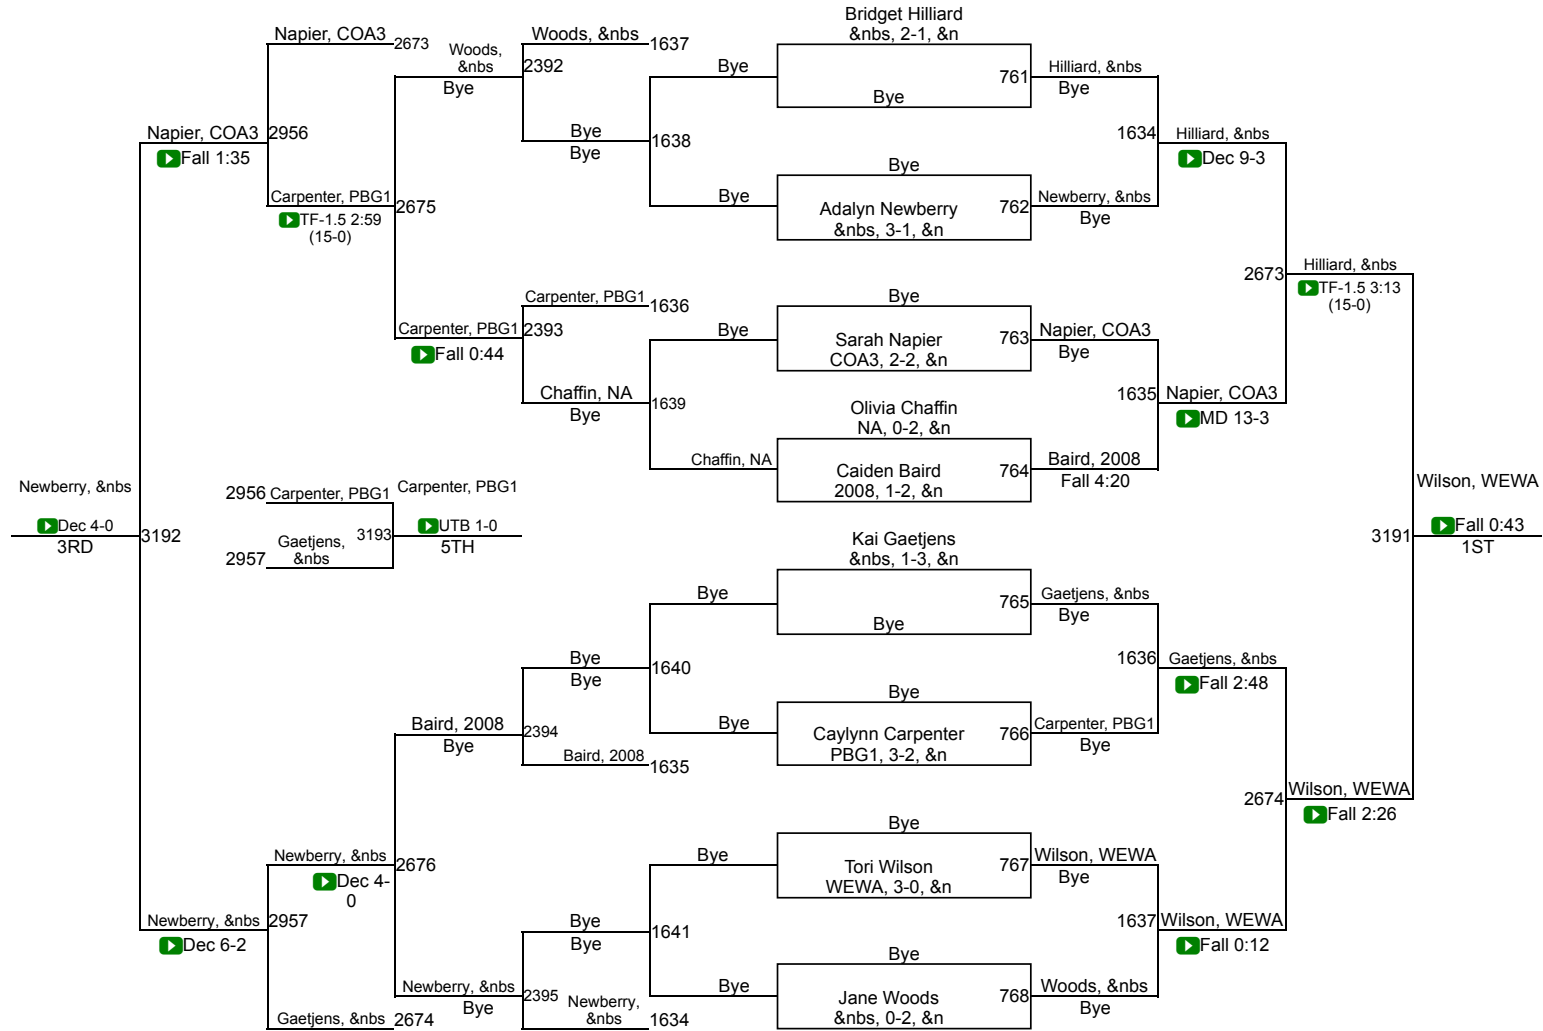 Bridget Hilliard
&nbs, 2-1, &n
Napier, COA3
2673
Woods,
&nbs
Bye
2392
Woods, &nbs
1637
Bye
Bye
761
Hilliard, &nbs
Bye
Napier, COA3
Fall 1:35
2956
Bye
Bye
1638
1634
Hilliard, &nbs
Dec 9-3
Bye
Carpenter, PBG1
TF-1.5 2:59
(15-0)
2675
Bye
Adalyn Newberry
&nbs, 3-1, &n
762
Newberry, &nbs
Bye
2673
Hilliard, &nbs
TF-1.5 3:13
(15-0)
Carpenter, PBG1
1636
Bye
Carpenter, PBG1
Fall 0:44
2393
Bye
Sarah Napier
COA3, 2-2, &n
763
Napier, COA3
Bye
Chaffin, NA
Bye
1639
Olivia Chaffin
NA, 0-2, &n
1635
Napier, COA3
MD 13-3
Chaffin, NA
Caiden Baird
2008, 1-2, &n
764
Baird, 2008
Fall 4:20
Newberry, &nbs
Dec 4-0
3RD
3192
2956
Carpenter, PBG1
Carpenter, PBG1
2957
Gaetjens,
&nbs
3193
UTB 1-0
5TH
Wilson, WEWA
3191
Fall 0:43
1ST
Kai Gaetjens
&nbs, 1-3, &n
Bye
Bye
765
Gaetjens, &nbs
Bye
Bye
Bye
1640
1636
Gaetjens, &nbs
Fall 2:48
Bye
Baird, 2008
Bye
2394
Bye
Caylynn Carpenter
PBG1, 3-2, &n
766
Carpenter, PBG1
Bye
Baird, 2008
1635
2674
Wilson, WEWA
Fall 2:26
Bye
Newberry, &nbs
Dec 4-
0
2676
Bye
Tori Wilson
WEWA, 3-0, &n
767
Wilson, WEWA
Bye
Newberry, &nbs
Dec 6-2
2957
Bye
Bye
1641
1637
Wilson, WEWA
Fall 0:12
Bye
Newberry, &nbs
Bye
2395
Bye
Jane Woods
&nbs, 0-2, &n
768
Woods, &nbs
Bye
Gaetjens, &nbs
2674
Newberry,
&nbs
1634